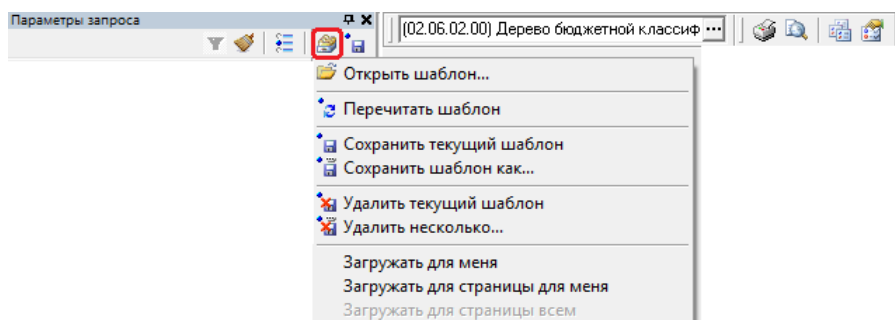 Параметры запроса
(02.06.02.00) Дерево бюджетной классиф ...
Открыть шаблон...
Перечитать шаблон
Сохранить текущий шаблон
Сохранить шаблон как...
Удалить текущий шаблон
Удалить несколько...
Загружать для меня
Загружать для страницы для меня
Загружать для страницы всем